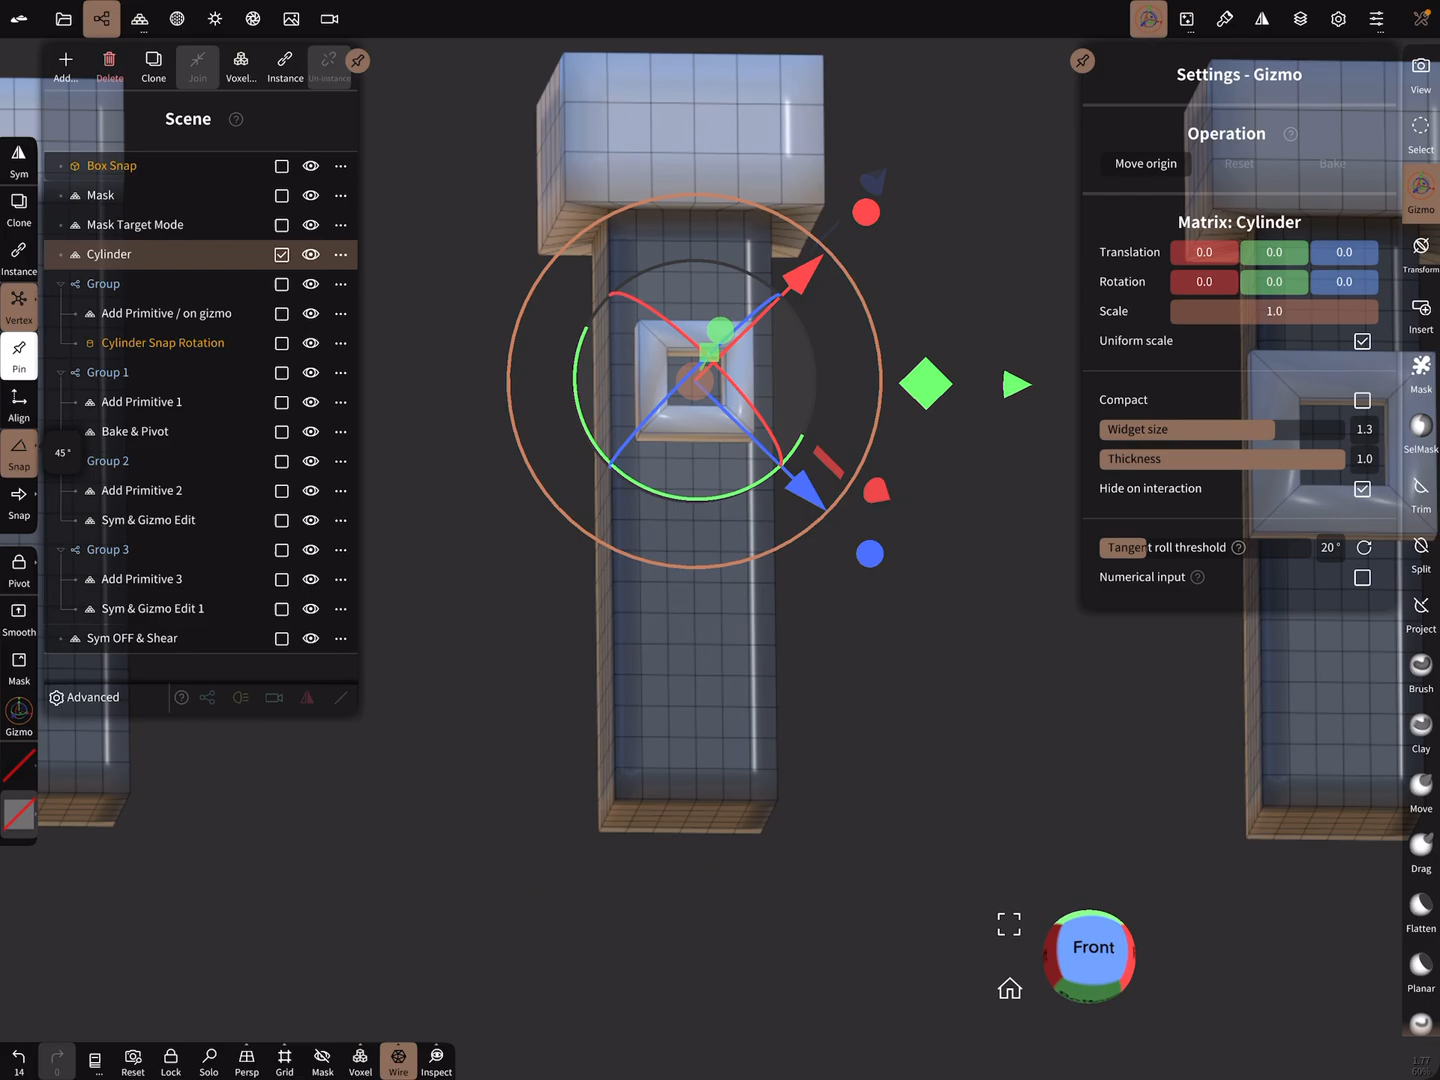 Add...
Delete
Clone
Join
Voxel...
Instance
Un-instance
Scene
Box Snap
Mask
Mask Target Mode
Cylinder
Group
Add Primitive / on gizmo
Cylinder Snap Rotation
Group 1
Add Primitive 1
Bake & Pivot
Group 2
Add Primitive 2
Sym & Gizmo Edit
Group 3
Add Primitive 3
Sym & Gizmo Edit 1
Sym OFF & Shear
Advanced
Sym
Clone
Instance
Vertex
Pin
Align
Snap
45°
Snap
Pivot
Smooth
Mask
Gizmo
Settings - Gizmo
Operation
Move origin
Reset
Bake
Matrix: Cylinder
Translation 0.0 0.0 0.0
Rotation 0.0 0.0 0.0
Scale 1.0
Uniform scale
Compact
Widget size 1.3
Thickness 1.0
Hide on interaction
Tangent roll threshold 20°
Numerical input
View
Select
Gizmo
Transform
Insert
Mask
SelMask
Trim
Split
Project
Brush
Clay
Move
Drag
Flatten
Planar
Front
14
0
...
Reset
Lock
Solo
Persp
Grid
Mask
Voxel
Wire
Inspect
1.77
60%